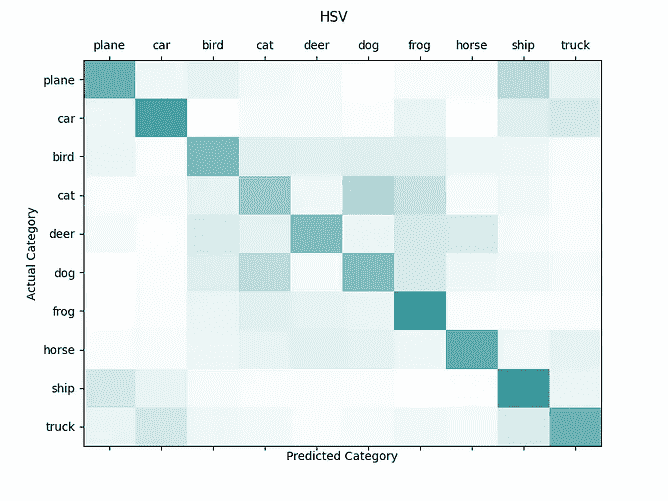 HSV
plane car bird cat deer dog frog horse ship truck
plane
car
bird
cat
deer
dog
frog
horse
ship
truck
Actual Category
Predicted Category